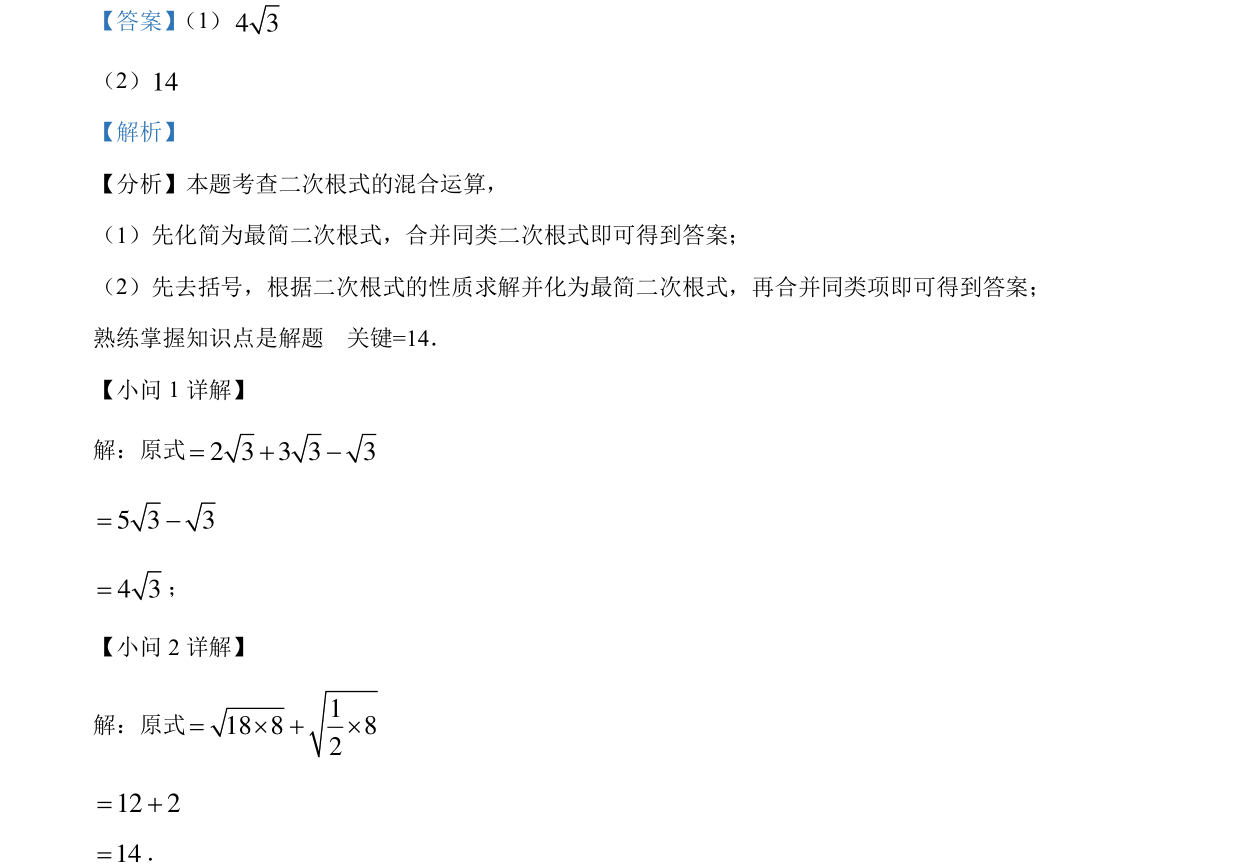 【答案】（1）4√3
（2）14
【解析】
【分析】本题考查二次根式的混合运算，
（1）先化简为最简二次根式，合并同类二次根式即可得到答案；
（2）先去括号，根据二次根式的性质求解并化为最简二次根式，再合并同类项即可得到答案；
熟练掌握知识点是解题 关键=14．
【小问 1 详解】
解：原式=2√3+3√3−√3
=5√3−√3
=4√3；
【小问 2 详解】
解：原式=√(18×8)+√(1/2×8)
=12+2
=14．